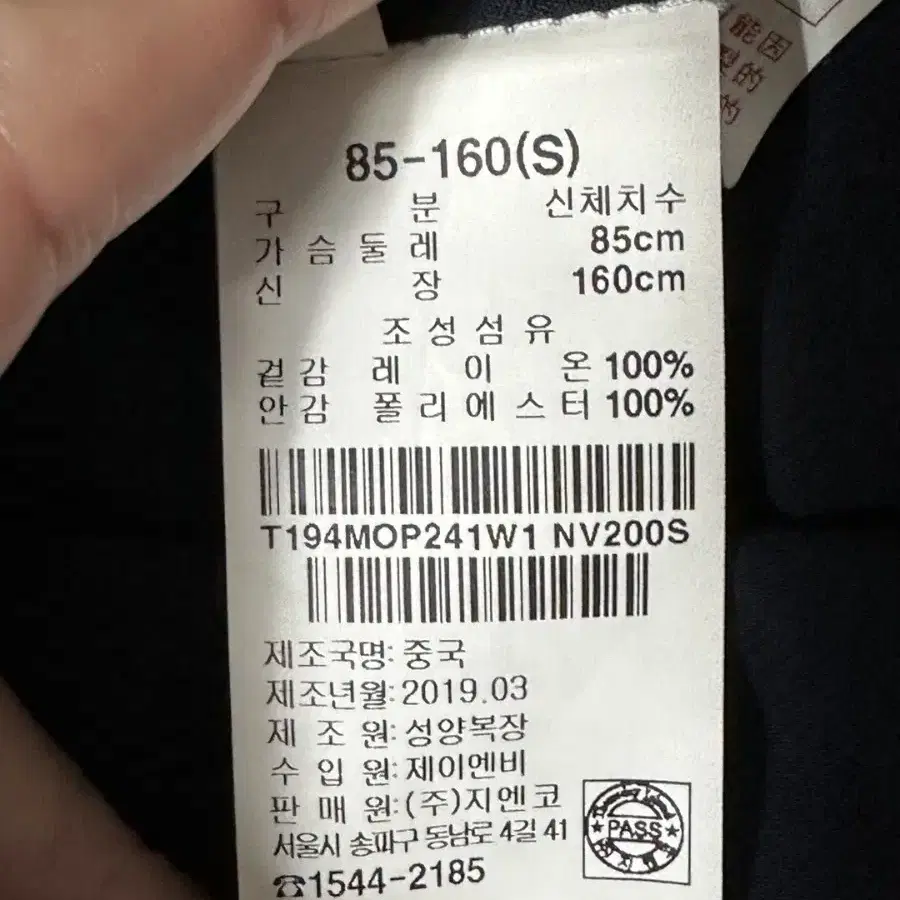 85-160(S)
구 분 신체치수
가슴둘레 85cm
신 장 160cm
조성섬유
겉감 레 이 온 100%
안감 폴리에스터 100%
T194MOP241W1 NV200S
제조국명: 중국
제조년월: 2019.03
제 조 원: 성양복장
수 입 원: 제이엔비
판 매 원: (주)지엔코
서울시 송파구 동남로 4길 41
☎1544-2185
★PASS★
能因
的
的